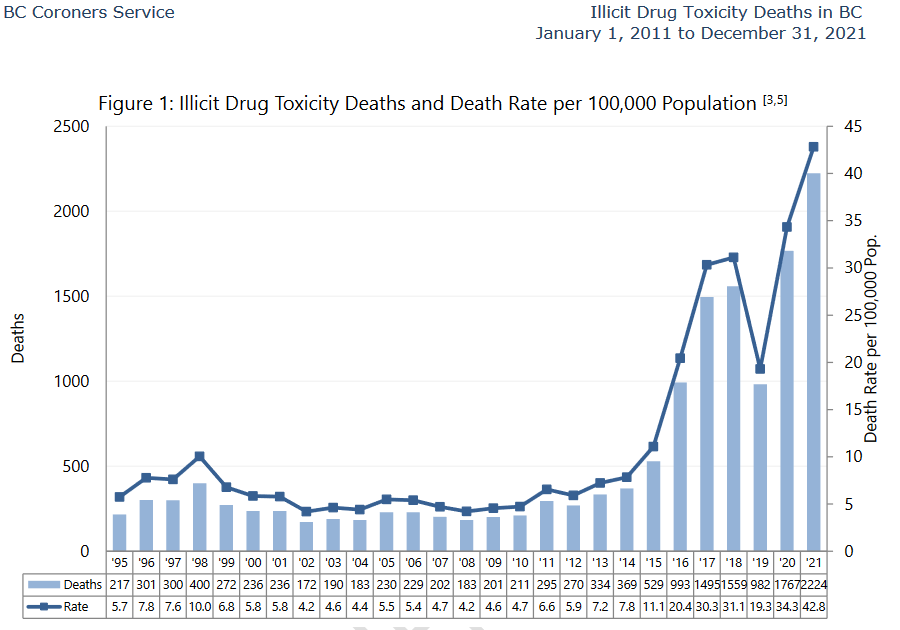 BC Coroners Service
Illicit Drug Toxicity Deaths in BC
January 1, 2011 to December 31, 2021
Figure 1: Illicit Drug Toxicity Deaths and Death Rate per 100,000 Population [3,5]
2500
2000
1500
1000
500
0
Deaths
45
40
35
30
25
20
15
10
5
0
Death Rate per 100,000 Pop.
'95 '96 '97 '98 '99 '00 '01 '02 '03 '04 '05 '06 '07 '08 '09 '10 '11 '12 '13 '14 '15 '16 '17 '18 '19 '20 '21
Deaths 217 301 300 400 272 236 236 172 190 183 230 229 202 183 201 211 295 270 334 369 529 993 1495 1559 982 1767 2224
Rate 5.7 7.8 7.6 10.0 6.8 5.8 5.8 4.2 4.6 4.4 5.5 5.4 4.7 4.2 4.6 4.7 6.6 5.9 7.2 7.8 11.1 20.4 30.3 31.1 19.3 34.3 42.8